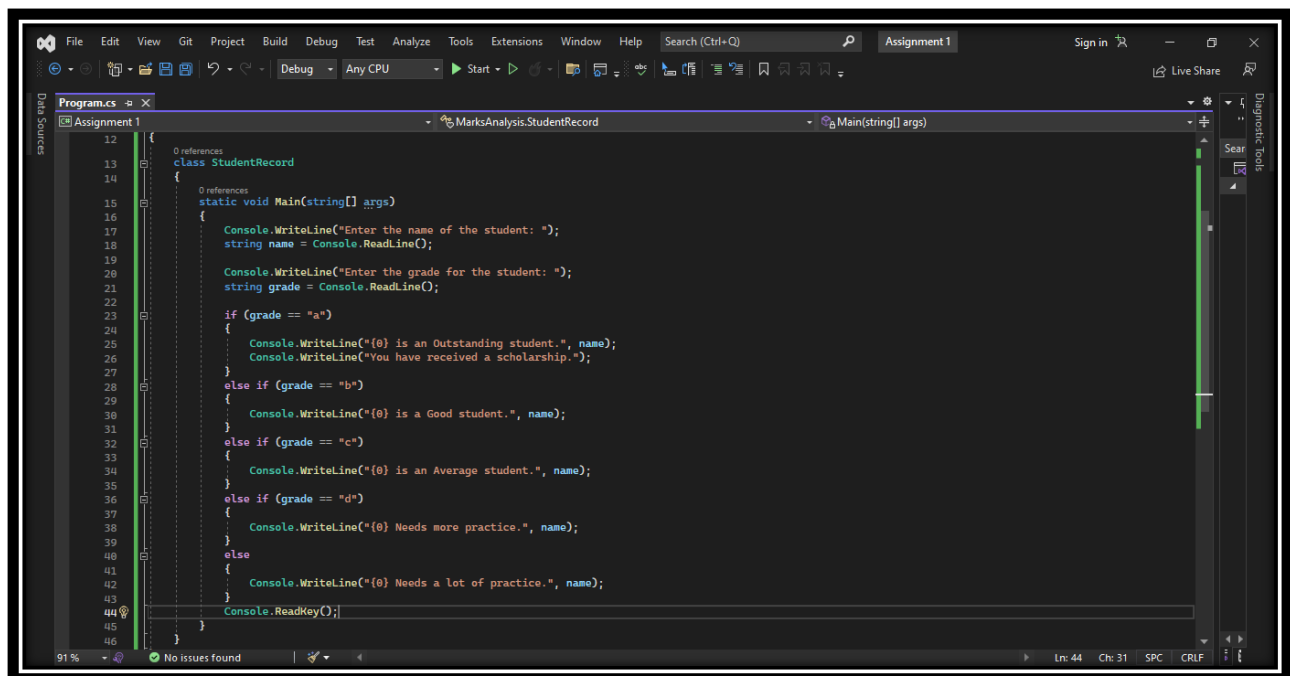 File Edit View Git Project Build Debug Test Analyze Tools Extensions Window Help Search (Ctrl+Q) Assignment 1 Sign in
Debug Any CPU Start Live Share
Data Sources
Program.cs
Assignment 1 MarksAnalysis.StudentRecord Main(string[] args)
12 {
0 references
13 class StudentRecord
14 {
0 references
15 static void Main(string[] args)
16 {
17 Console.WriteLine("Enter the name of the student: ");
18 string name = Console.ReadLine();
19
20 Console.WriteLine("Enter the grade for the student: ");
21 string grade = Console.ReadLine();
22
23 if (grade == "a")
24 {
25 Console.WriteLine("{0} is an Outstanding student.", name);
26 Console.WriteLine("You have received a scholarship.");
27 }
28 else if (grade == "b")
29 {
30 Console.WriteLine("{0} is a Good student.", name);
31 }
32 else if (grade == "c")
33 {
34 Console.WriteLine("{0} is an Average student.", name);
35 }
36 else if (grade == "d")
37 {
38 Console.WriteLine("{0} Needs more practice.", name);
39 }
40 else
41 {
42 Console.WriteLine("{0} Needs a lot of practice.", name);
43 }
44 Console.ReadKey();
45 }
46 }
Diagnostic Tools
Sear
91 % No issues found Ln: 44 Ch: 31 SPC CRLF